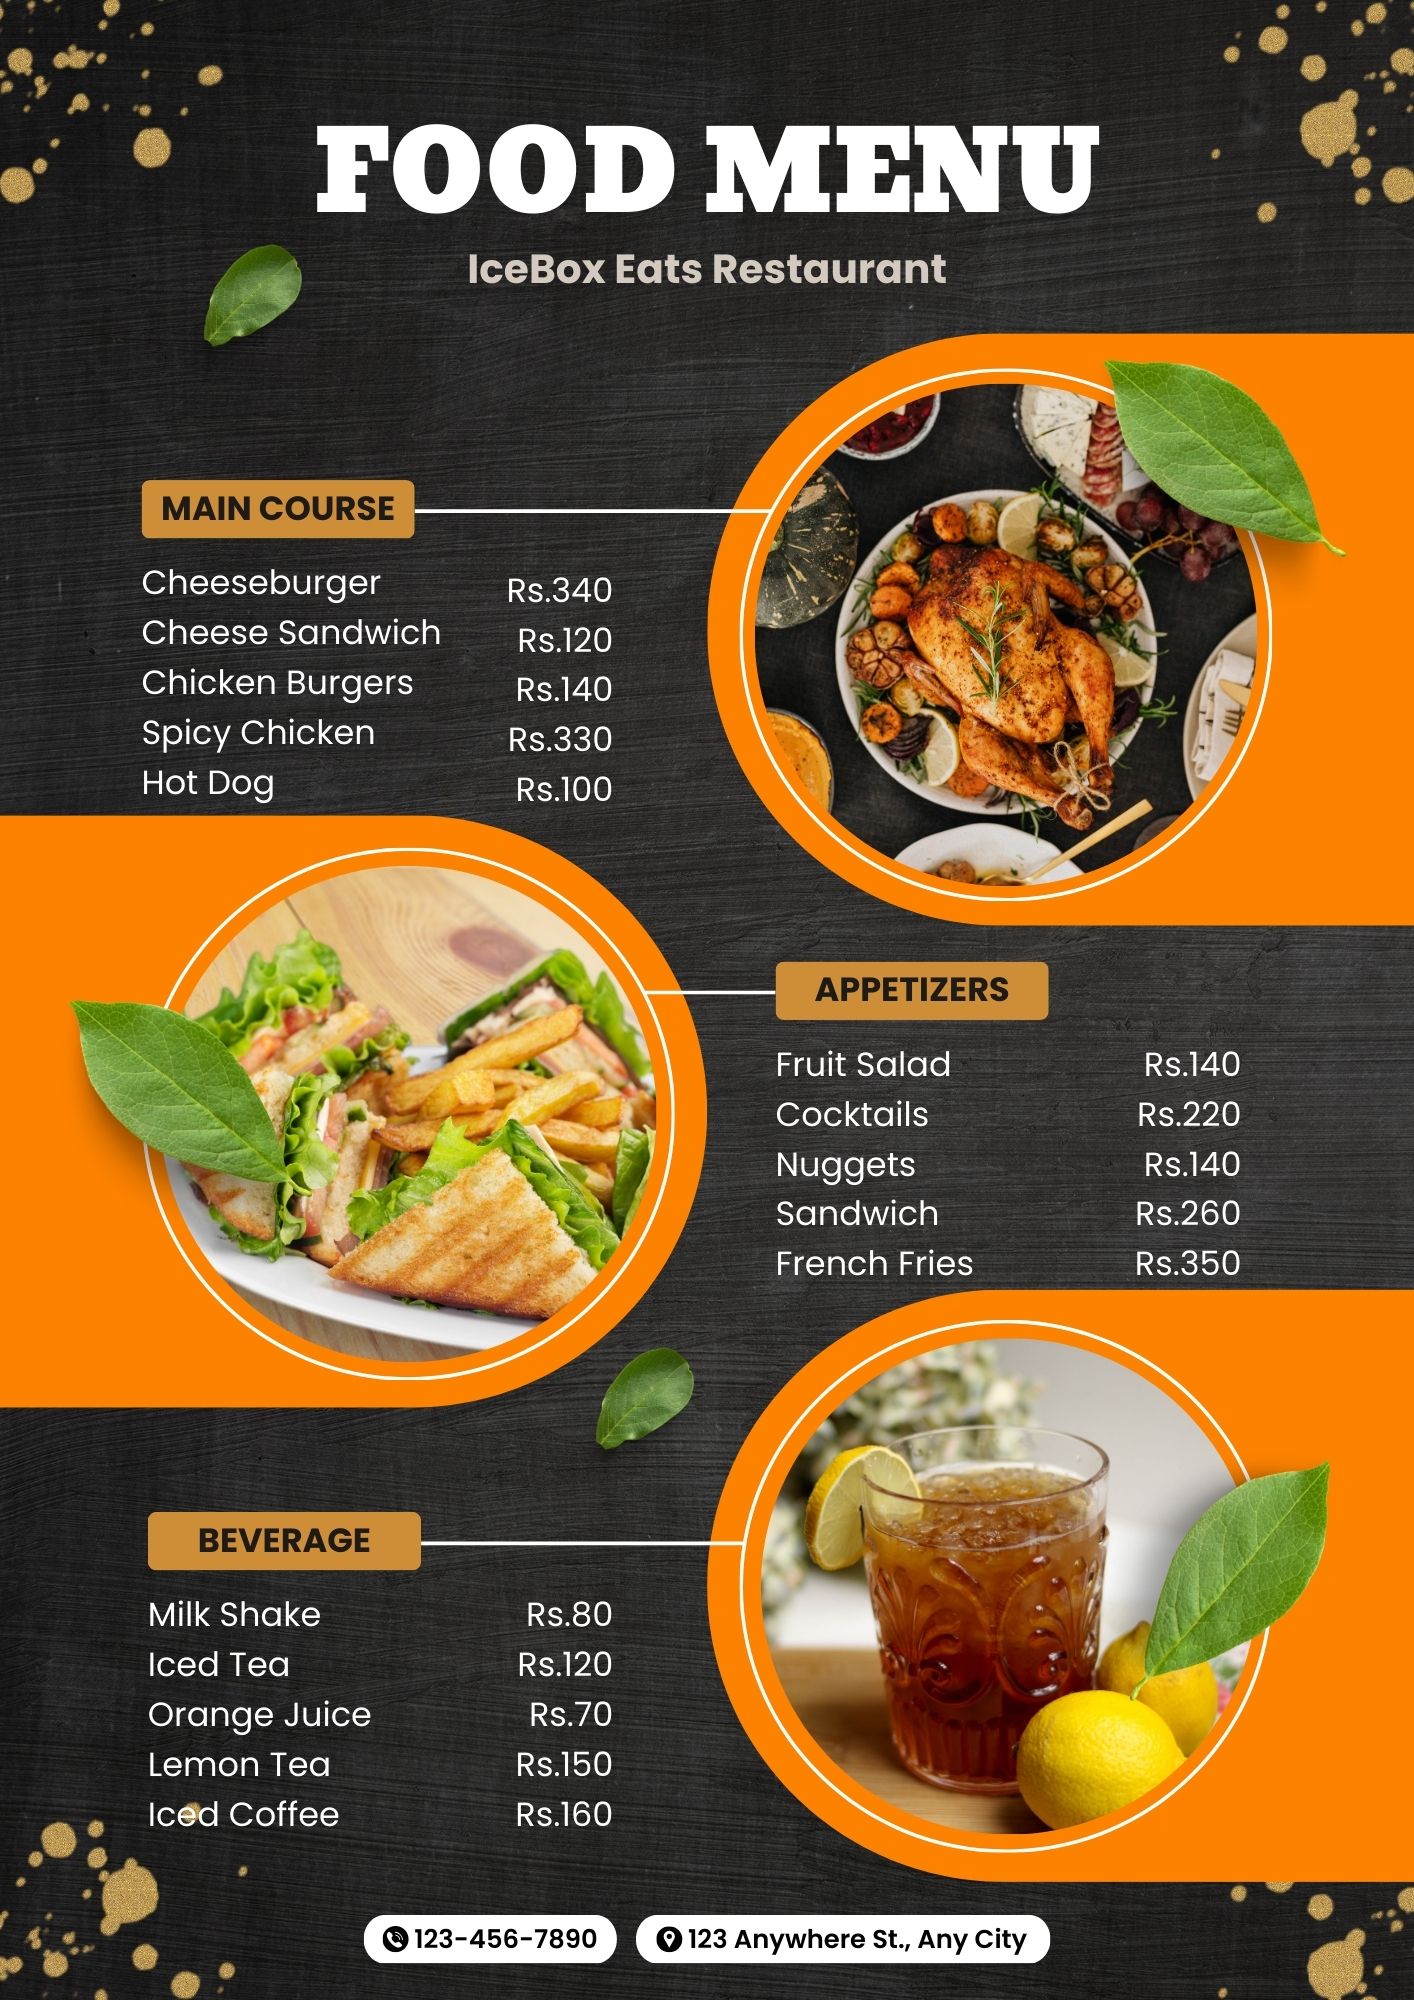 FOOD MENU
IceBox Eats Restaurant
MAIN COURSE
Cheeseburger Rs.340
Cheese Sandwich Rs.120
Chicken Burgers Rs.140
Spicy Chicken Rs.330
Hot Dog Rs.100
APPETIZERS
Fruit Salad Rs.140
Cocktails Rs.220
Nuggets Rs.140
Sandwich Rs.260
French Fries Rs.350
BEVERAGE
Milk Shake Rs.80
Iced Tea Rs.120
Orange Juice Rs.70
Lemon Tea Rs.150
Iced Coffee Rs.160
123-456-7890 123 Anywhere St., Any City